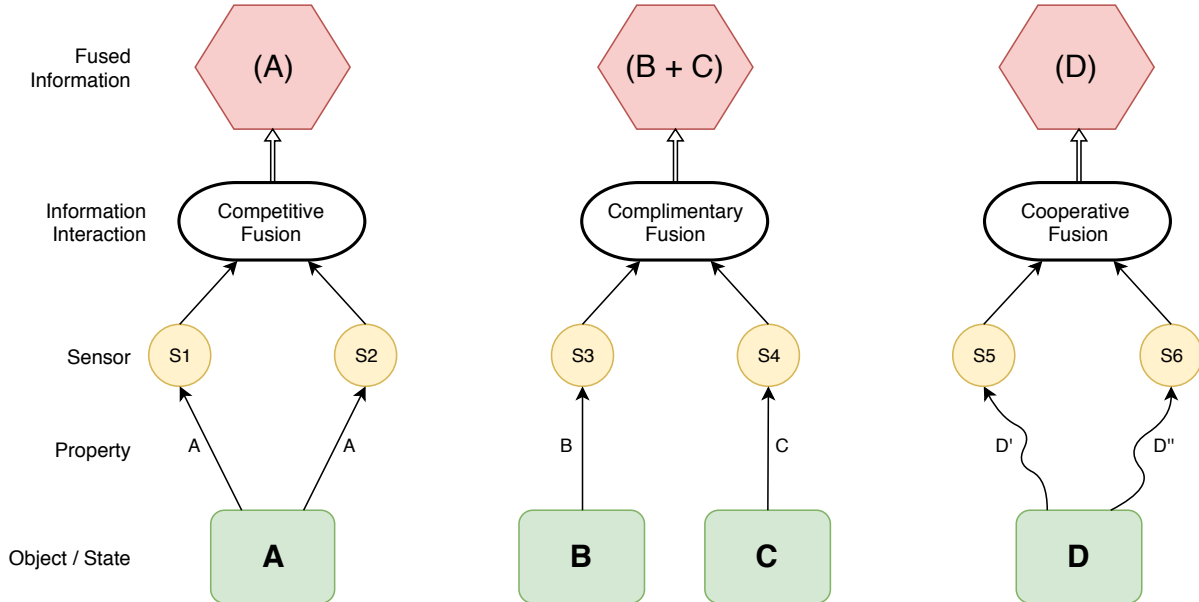 Fused
Information
(A)
(B + C)
(D)
Information
Interaction
Competitive
Fusion
Complimentary
Fusion
Cooperative
Fusion
Sensor
S1
S2
S3
S4
S5
S6
Property
A
A
B
C
D'
D''
Object / State
A
B
C
D